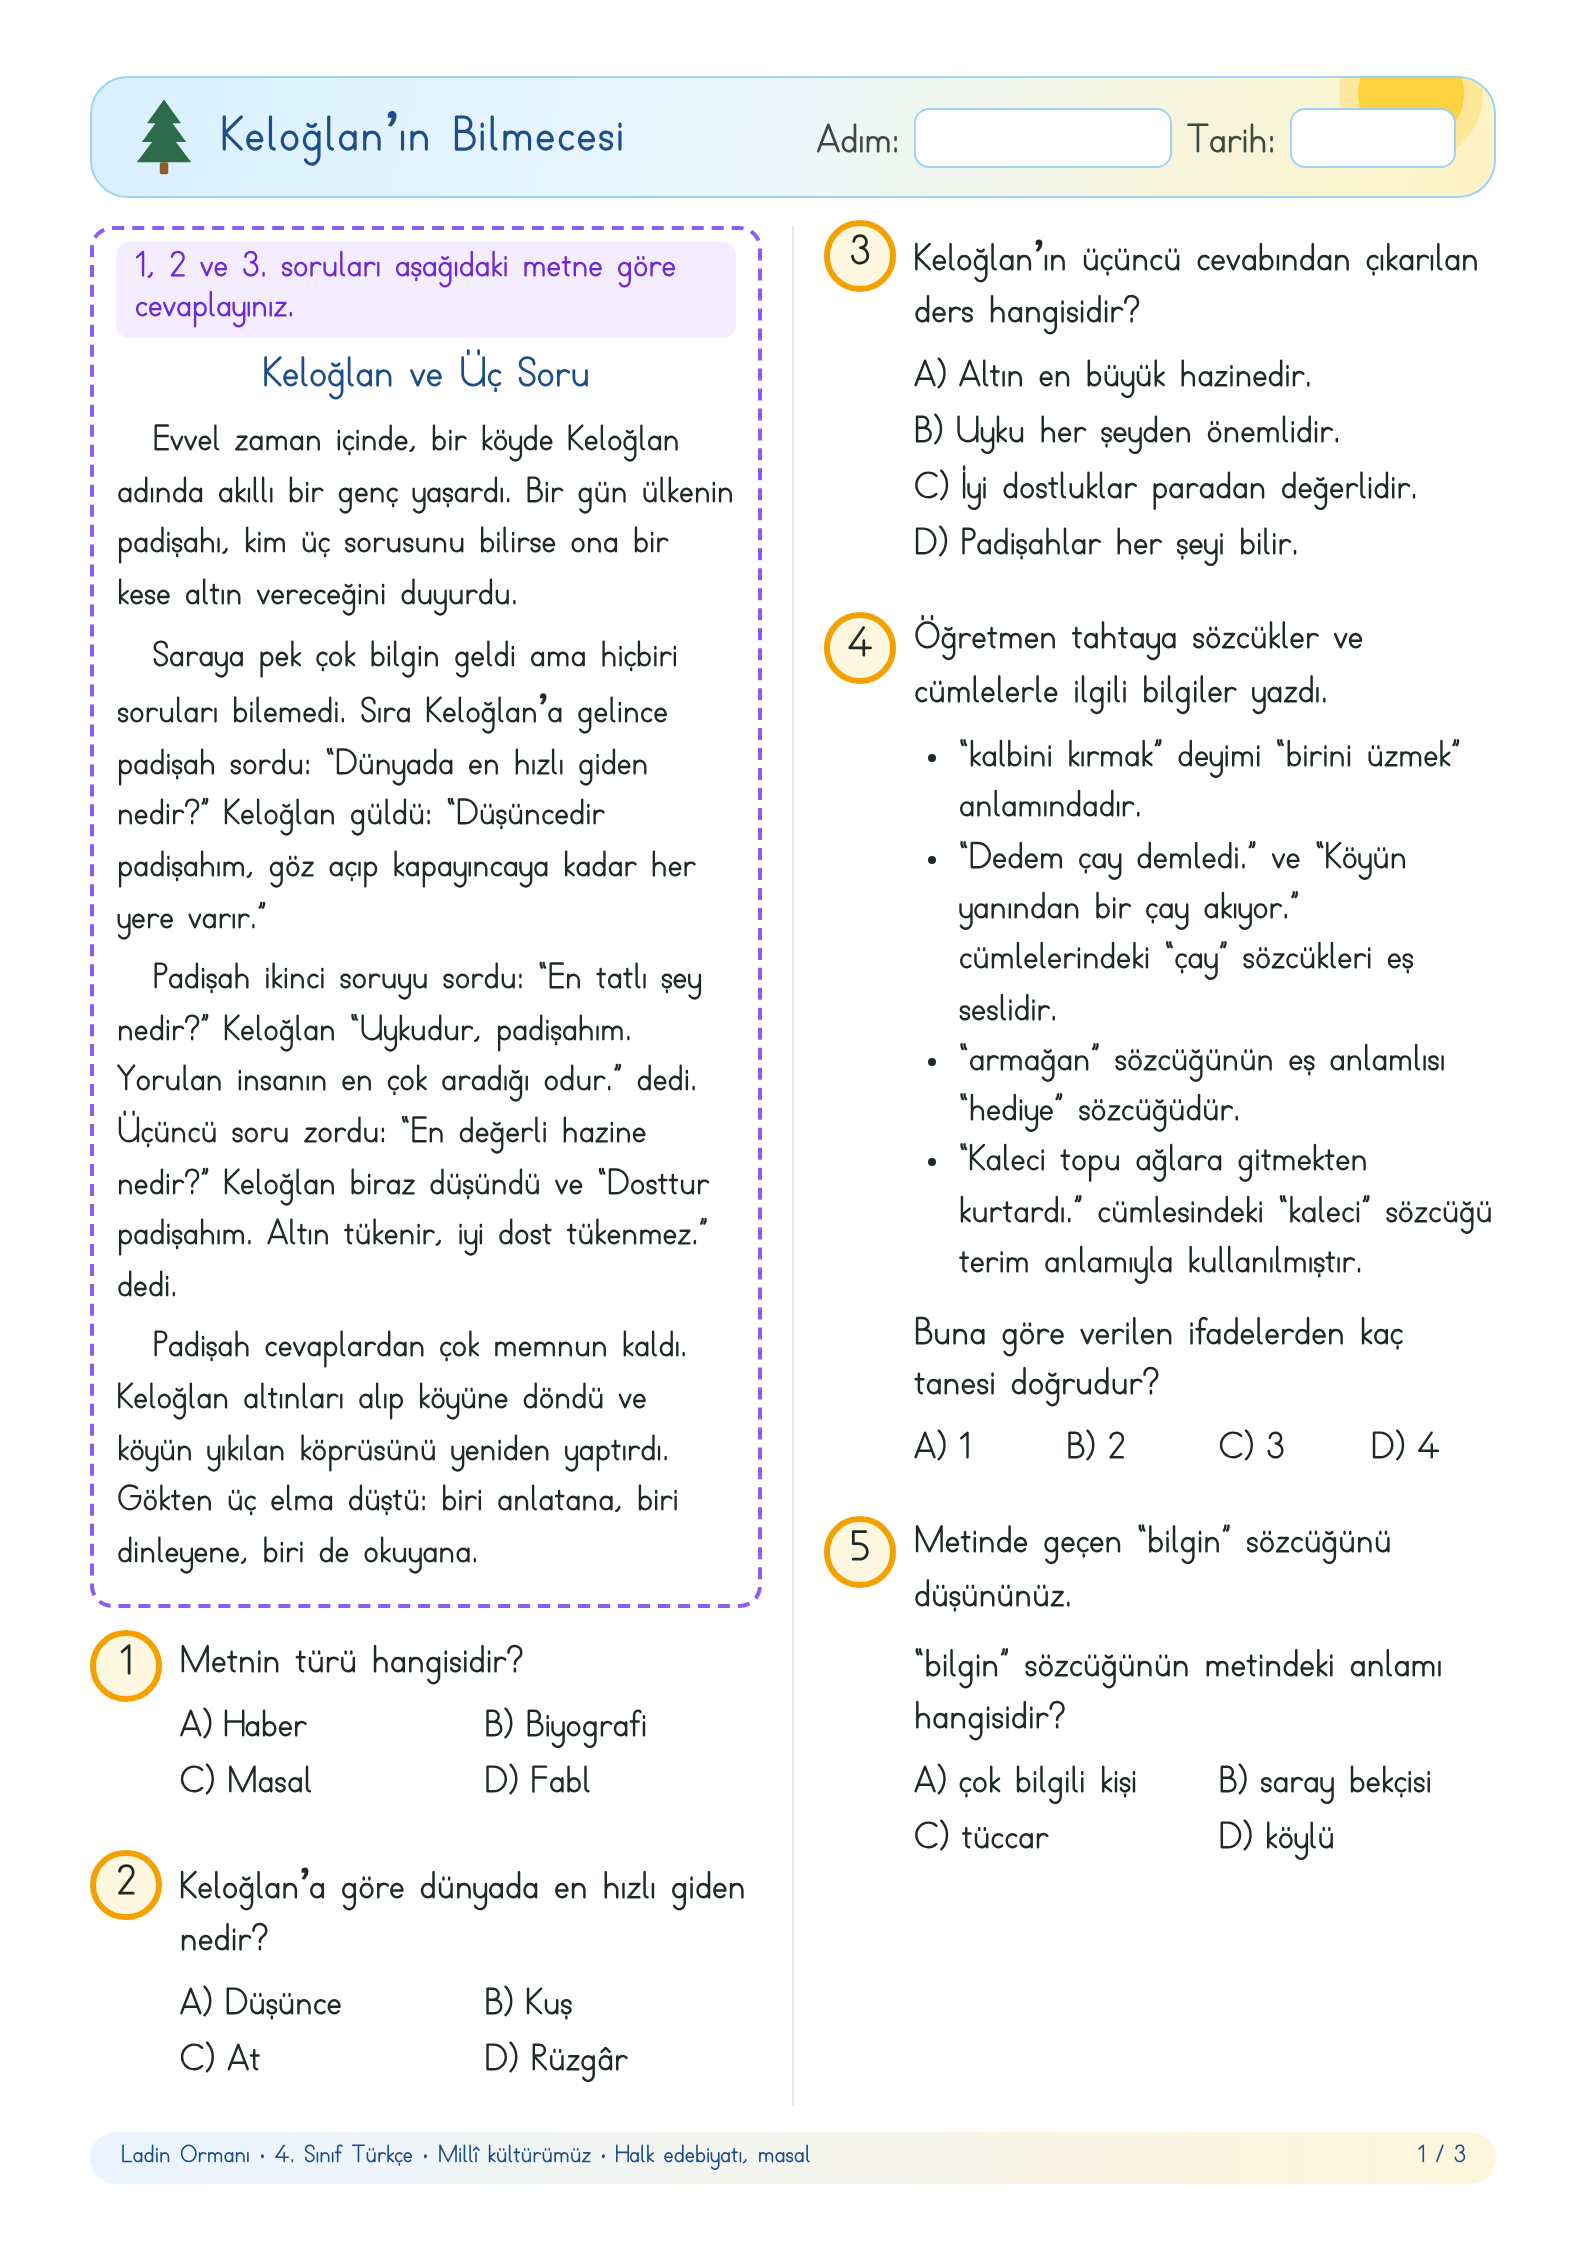 Keloğlan’ın Bilmecesi
Adım:
Tarih:
1, 2 ve 3. soruları aşağıdaki metne göre
cevaplayınız.
Keloğlan ve Üç Soru
Evvel zaman içinde, bir köyde Keloğlan
adında akıllı bir genç yaşardı. Bir gün ülkenin
padişahı, kim üç sorusunu bilirse ona bir
kese altın vereceğini duyurdu.
Saraya pek çok bilgin geldi ama hiçbiri
soruları bilemedi. Sıra Keloğlan’a gelince
padişah sordu: “Dünyada en hızlı giden
nedir?” Keloğlan güldü: “Düşüncedir
padişahım, göz açıp kapayıncaya kadar her
yere varır.”
Padişah ikinci soruyu sordu: “En tatlı şey
nedir?” Keloğlan “Uykudur, padişahım.
Yorulan insanın en çok aradığı odur.” dedi.
Üçüncü soru zordu: “En değerli hazine
nedir?” Keloğlan biraz düşündü ve “Dosttur
padişahım. Altın tükenir, iyi dost tükenmez.”
dedi.
Padişah cevaplardan çok memnun kaldı.
Keloğlan altınları alıp köyüne döndü ve
köyün yıkılan köprüsünü yeniden yaptırdı.
Gökten üç elma düştü: biri anlatana, biri
dinleyene, biri de okuyana.
1
Metnin türü hangisidir?
A) Haber B) Biyografi
C) Masal D) Fabl
2
Keloğlan’a göre dünyada en hızlı giden
nedir?
A) Düşünce B) Kuş
C) At D) Rüzgâr
3
Keloğlan’ın üçüncü cevabından çıkarılan
ders hangisidir?
A) Altın en büyük hazinedir.
B) Uyku her şeyden önemlidir.
C) İyi dostluklar paradan değerlidir.
D) Padişahlar her şeyi bilir.
4
Öğretmen tahtaya sözcükler ve
cümlelerle ilgili bilgiler yazdı.
• “kalbini kırmak” deyimi “birini üzmek”
anlamındadır.
• “Dedem çay demledi.” ve “Köyün
yanından bir çay akıyor.”
cümlelerindeki “çay” sözcükleri eş
seslidir.
• “armağan” sözcüğünün eş anlamlısı
“hediye” sözcüğüdür.
• “Kaleci topu ağlara gitmekten
kurtardı.” cümlesindeki “kaleci” sözcüğü
terim anlamıyla kullanılmıştır.
Buna göre verilen ifadelerden kaç
tanesi doğrudur?
A) 1 B) 2 C) 3 D) 4
5
Metinde geçen “bilgin” sözcüğünü
düşününüz.
“bilgin” sözcüğünün metindeki anlamı
hangisidir?
A) çok bilgili kişi B) saray bekçisi
C) tüccar D) köylü
Ladin Ormanı • 4. Sınıf Türkçe • Millî kültürümüz • Halk edebiyatı, masal
1 / 3